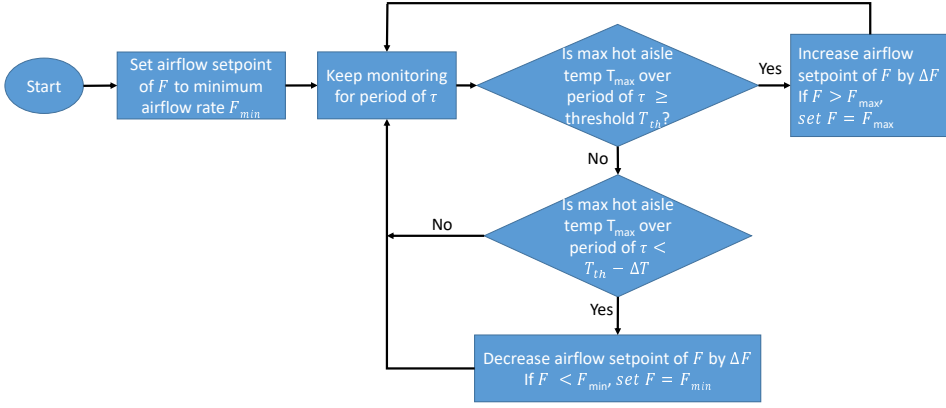 Start
Set airflow setpoint
of F to minimum
airflow rate F_min
Keep monitoring
for period of τ
Is max hot aisle
temp T_max over
period of τ ≥
threshold T_th?
Yes
Increase airflow
setpoint of F by ΔF
If F > F_max,
set F = F_max
No
Is max hot aisle
temp T_max over
period of τ <
T_th − ΔT
No
Yes
Decrease airflow setpoint of F by ΔF
If F < F_min, set F = F_min